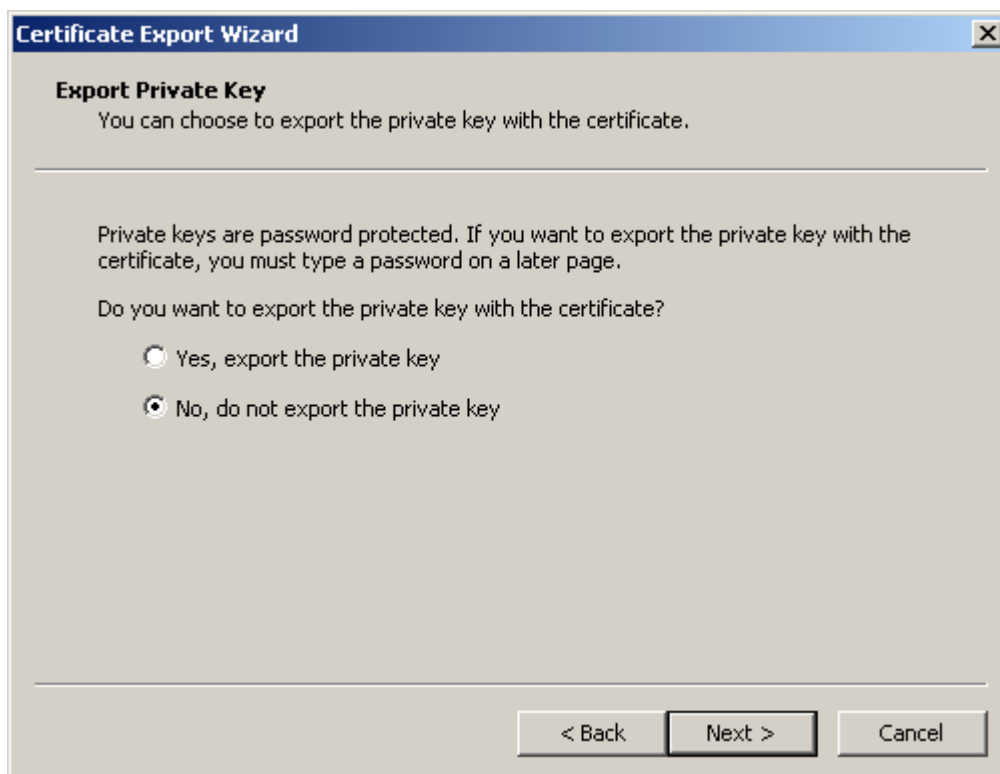 Certificate Export Wizard
Export Private Key
You can choose to export the private key with the certificate.
Private keys are password protected. If you want to export the private key with the
certificate, you must type a password on a later page.
Do you want to export the private key with the certificate?
Yes, export the private key
No, do not export the private key
< Back Next > Cancel